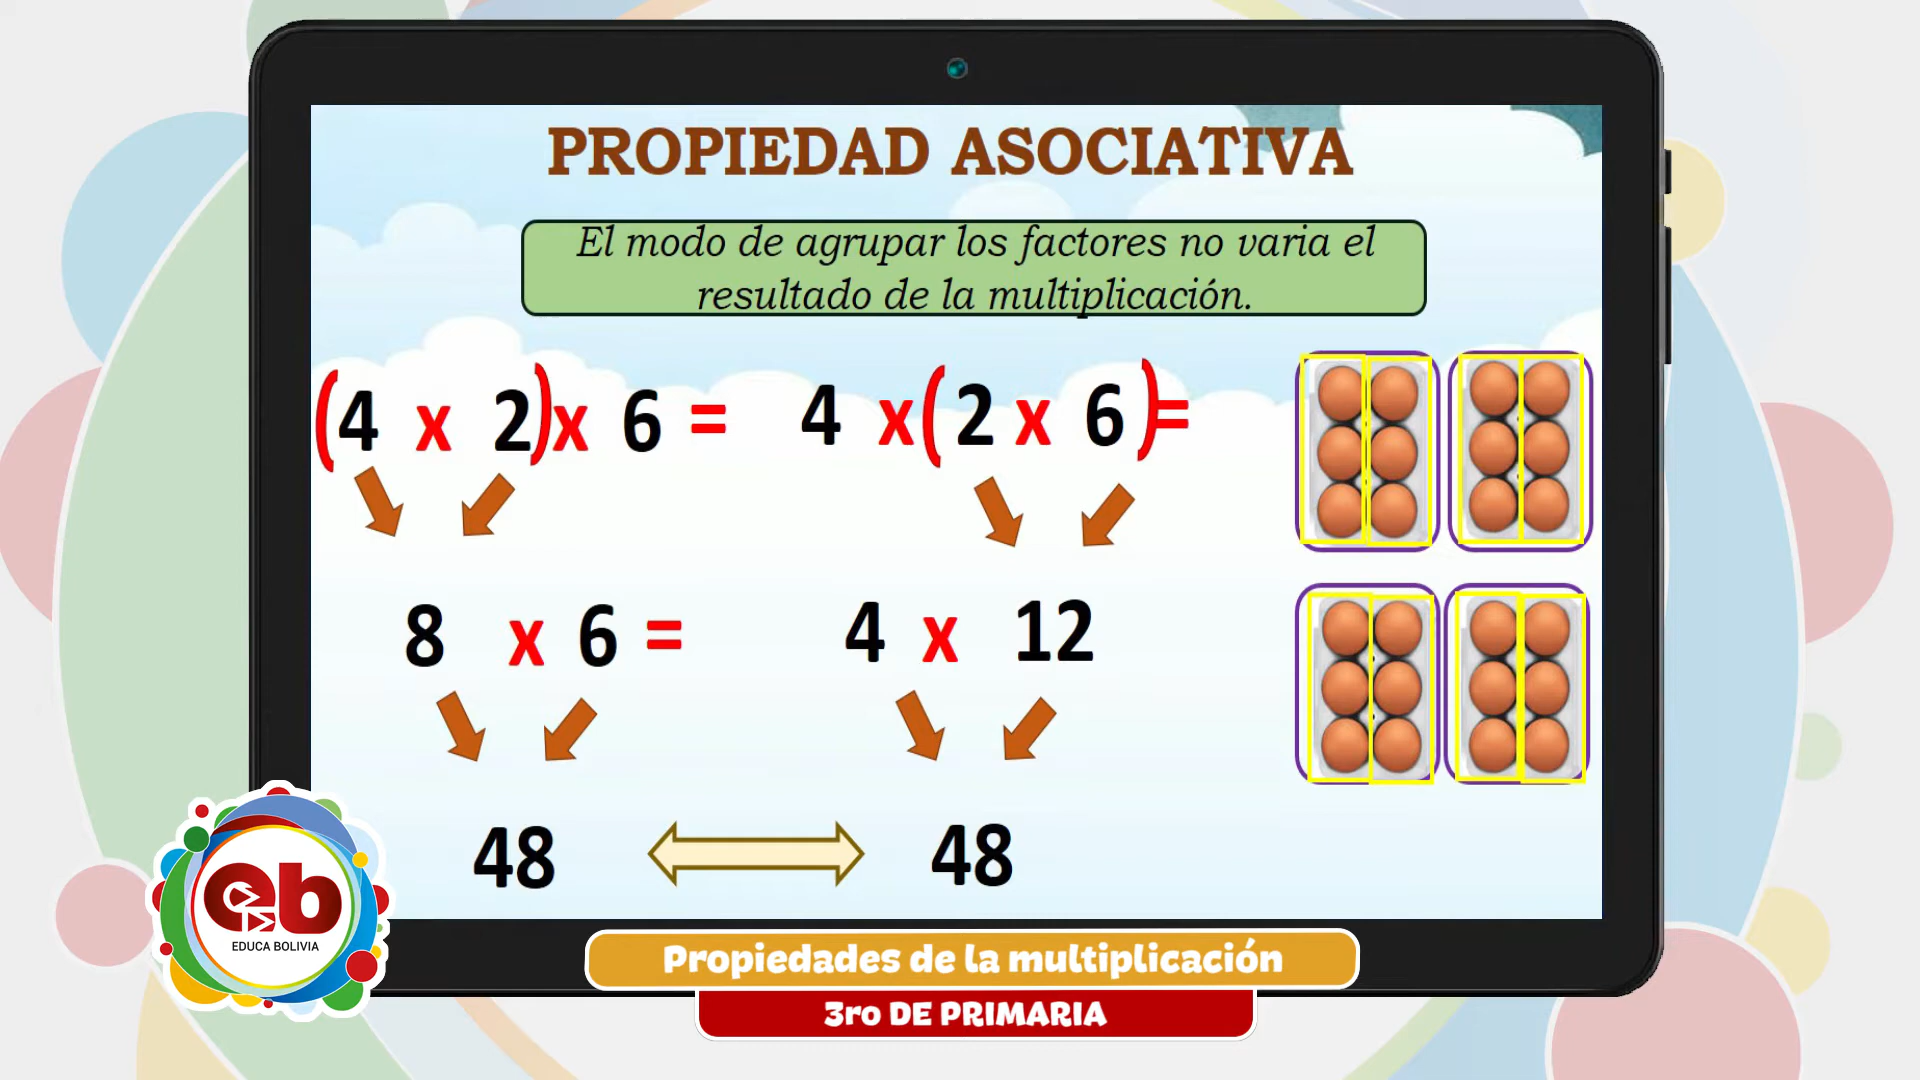 PROPIEDAD ASOCIATIVA
El modo de agrupar los factores no varia el
resultado de la multiplicación.
(4 x 2) x 6 =
4 x (2 x 6) =
8 x 6 =
4 x 12
48
48
eb
EDUCA BOLIVIA
Propiedades de la multiplicación
3ro DE PRIMARIA